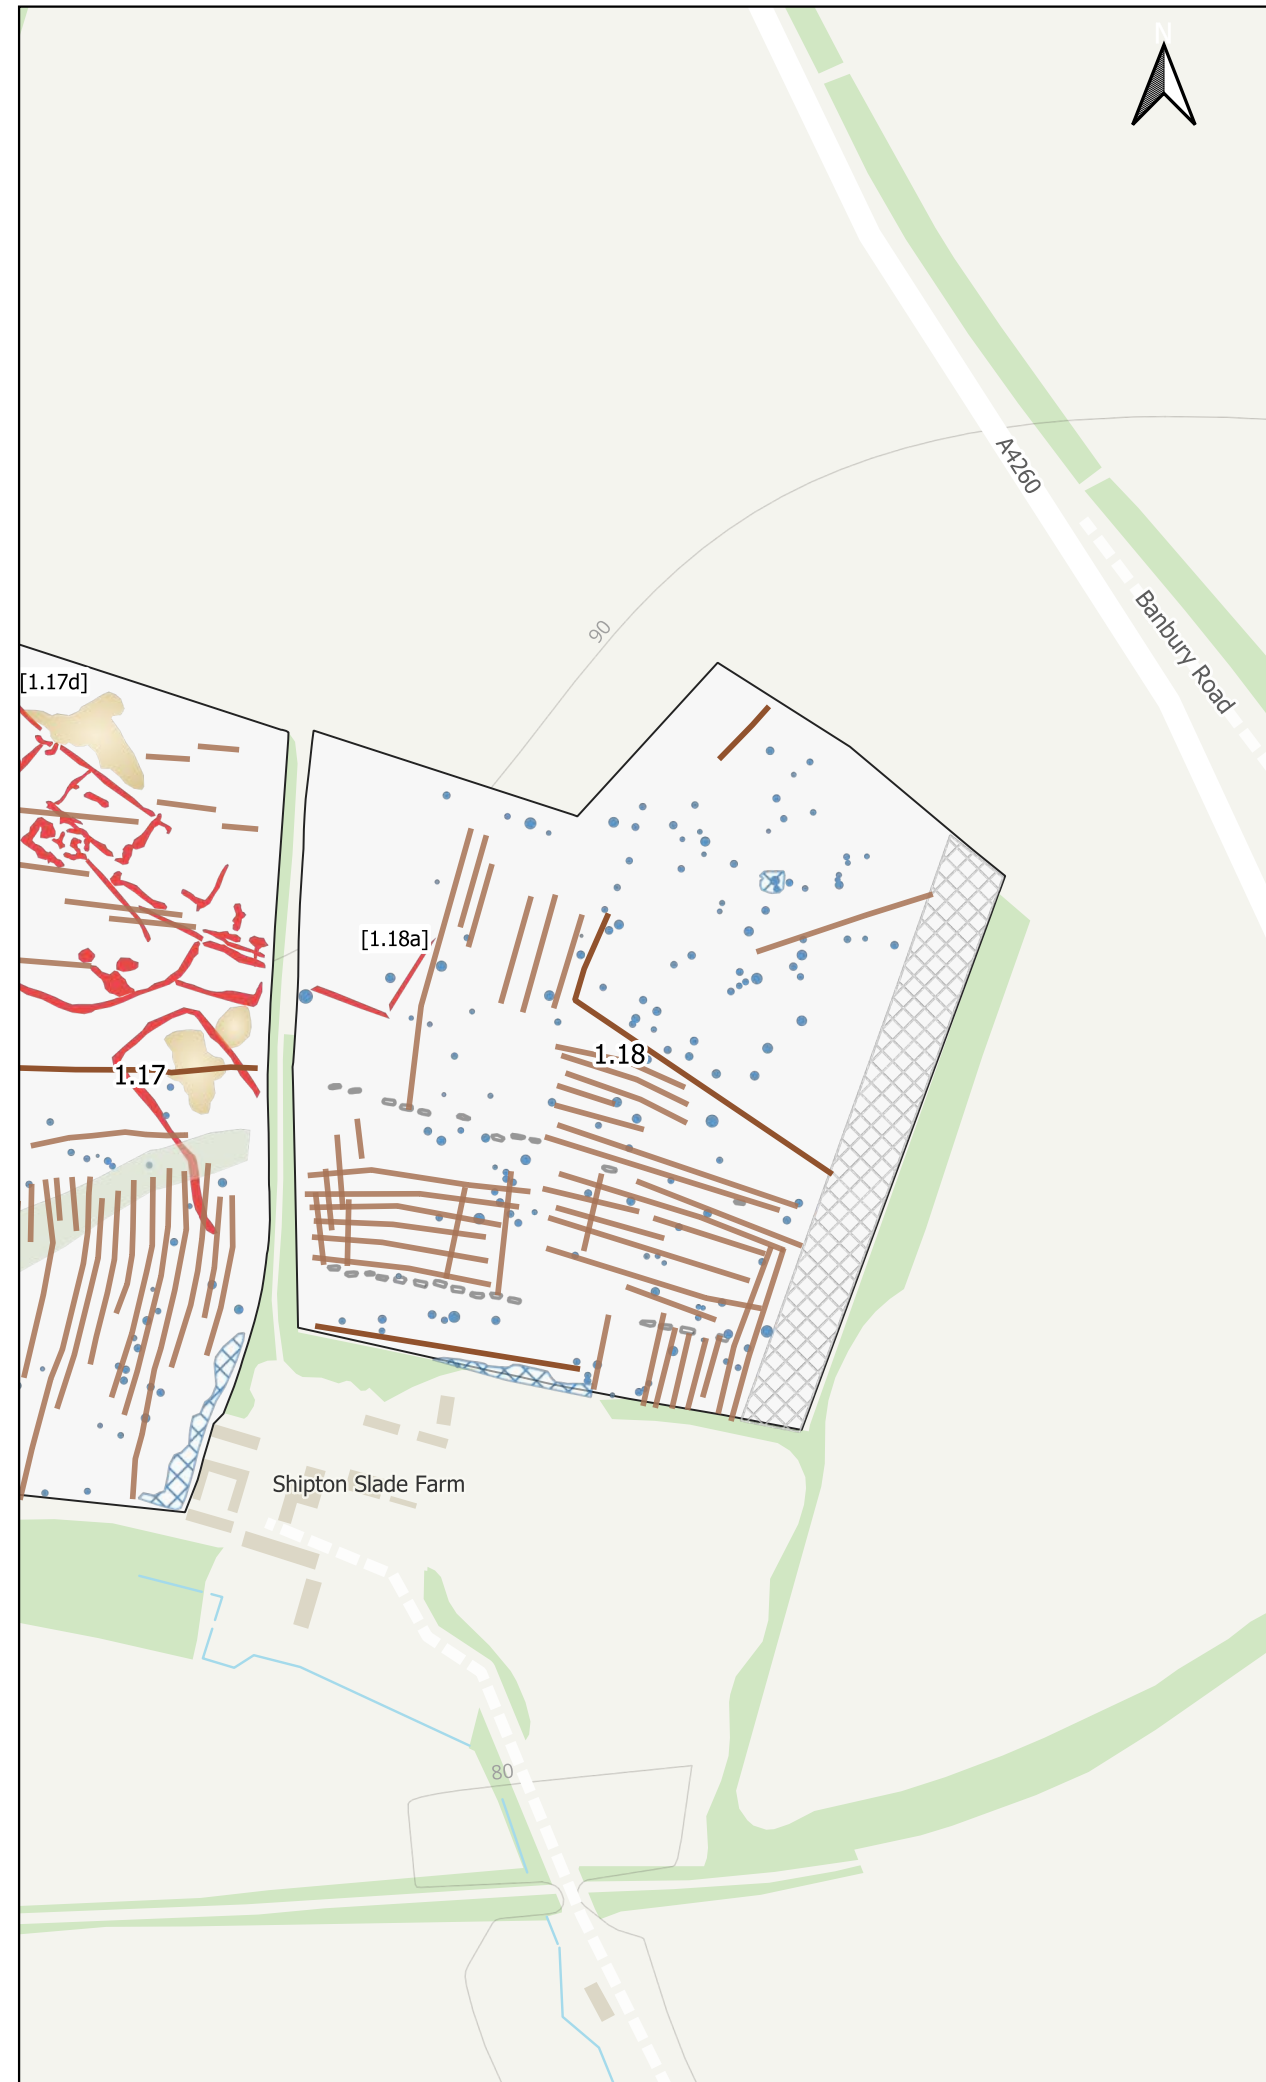 N
A4260
Banbury Road
90
[1.17d]
[1.18a]
1.18
1.17
Shipton Slade Farm
80